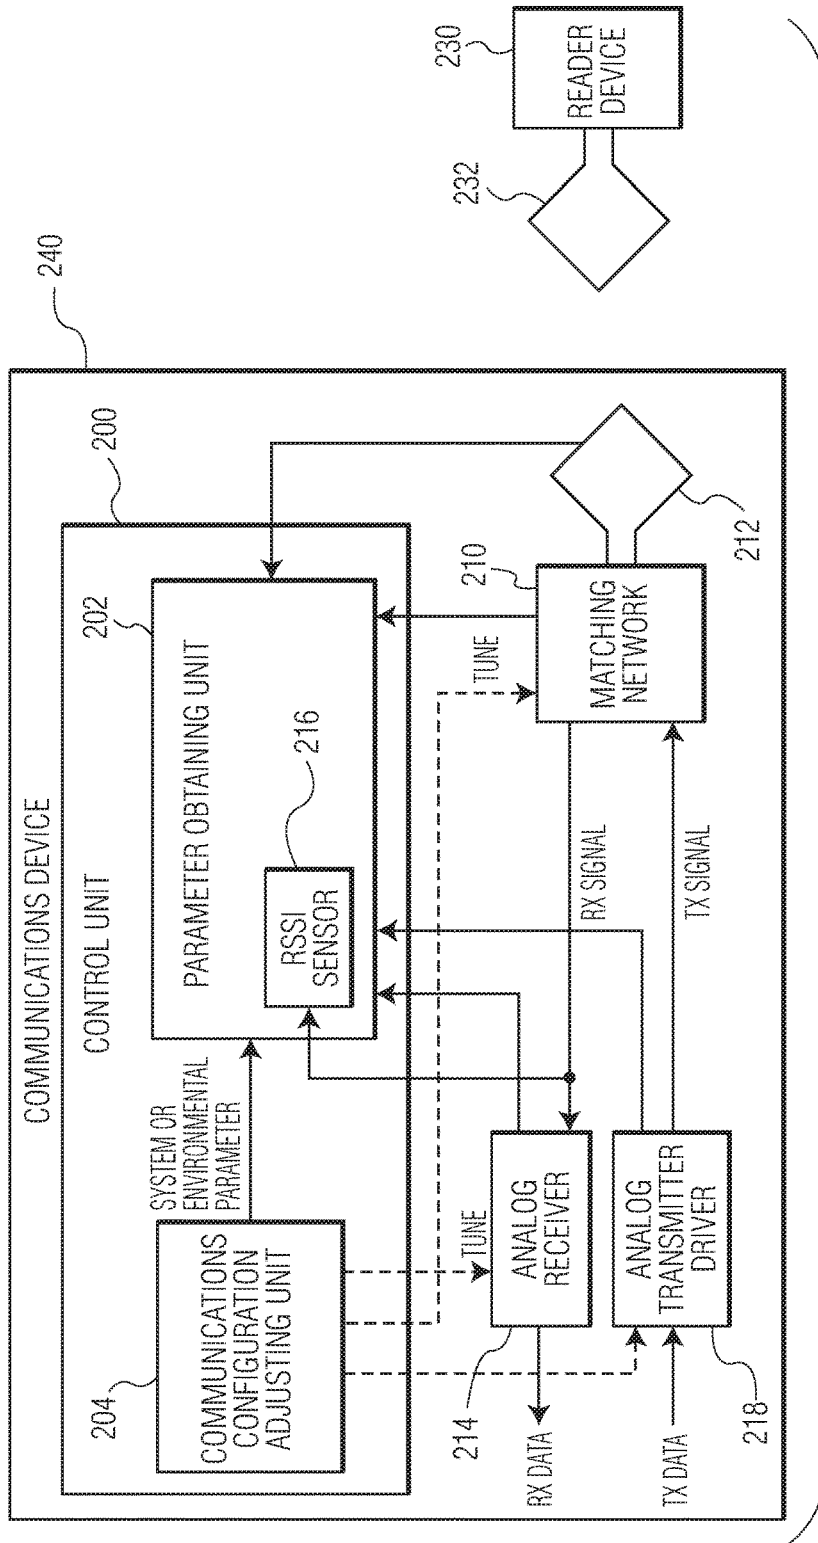 COMMUNICATIONS DEVICE
240
CONTROL UNIT
200
204
COMMUNICATIONS
CONFIGURATION
ADJUSTING UNIT
SYSTEM OR
ENVIRONMENTAL
PARAMETER
PARAMETER OBTAINING UNIT
202
RSSI
SENSOR
216
TUNE
TUNE
214
ANALOG
RECEIVER
RX DATA
RX SIGNAL
210
MATCHING
NETWORK
212
TX DATA
218
ANALOG
TRANSMITTER
DRIVER
TX SIGNAL
232
230
READER
DEVICE